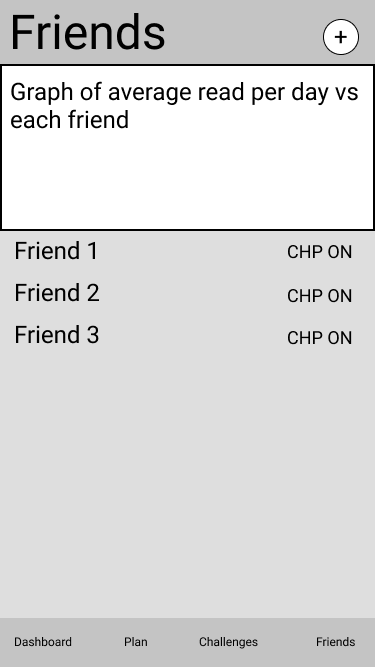 Friends
+
Graph of average read per day vs
each friend
Friend 1 CHP ON
Friend 2 CHP ON
Friend 3 CHP ON
Dashboard Plan Challenges Friends